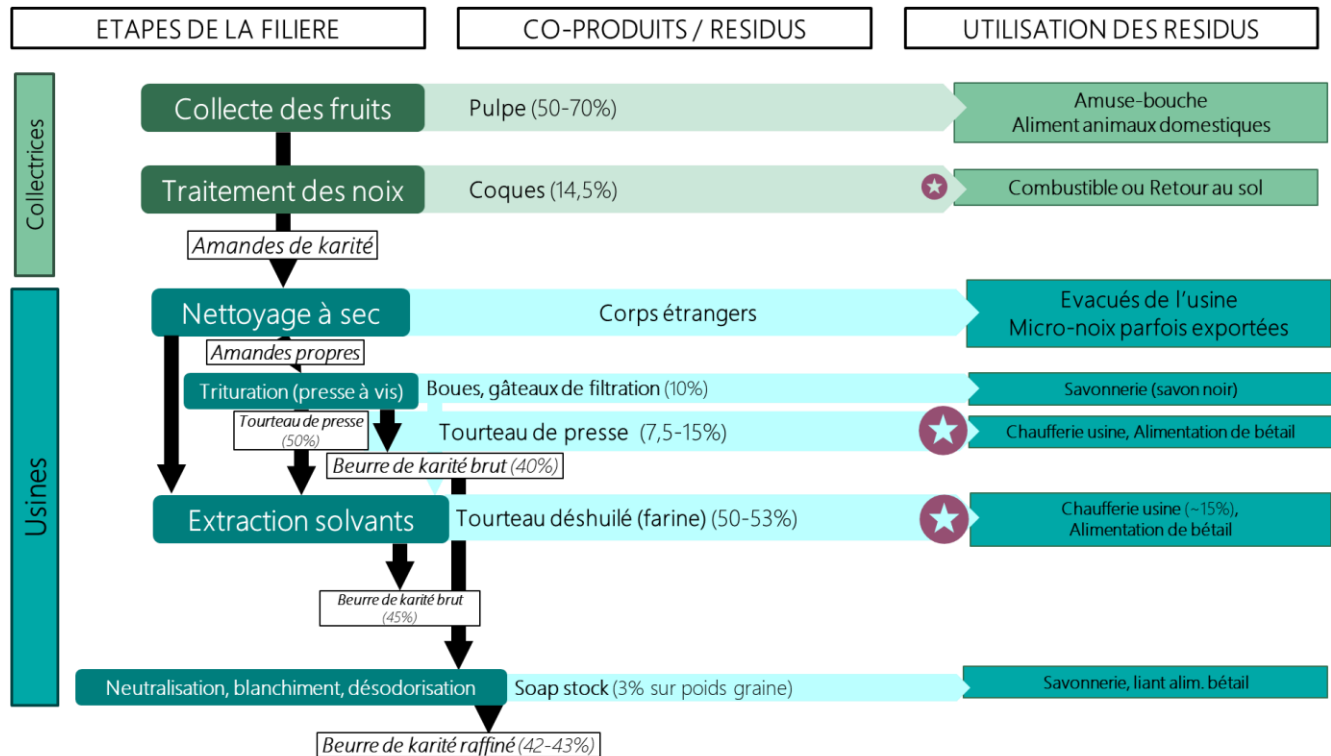 ETAPES DE LA FILIERE
CO-PRODUITS / RESIDUS
UTILISATION DES RESIDUS
Collectrices
Collecte des fruits
Pulpe (50-70%)
Amuse-bouche
Aliment animaux domestiques
Traitement des noix
Coques (14,5%)
Combustible ou Retour au sol
Amandes de karité
Usines
Nettoyage à sec
Corps étrangers
Evacués de l'usine
Micro-noix parfois exportées
Amandes propres
Trituration (presse à vis)
Boues, gâteaux de filtration (10%)
Savonnerie (savon noir)
Tourteau de presse
(50%)
Tourteau de presse (7,5-15%)
Chaufferie usine, Alimentation de bétail
Beurre de karité brut (40%)
Extraction solvants
Tourteau déshuilé (farine) (50-53%)
Chaufferie usine (~15%),
Alimentation de bétail
Beurre de karité brut
(45%)
Neutralisation, blanchiment, désodorisation
Soap stock (3% sur poids graine)
Savonnerie, liant alim. bétail
Beurre de karité raffiné (42-43%)